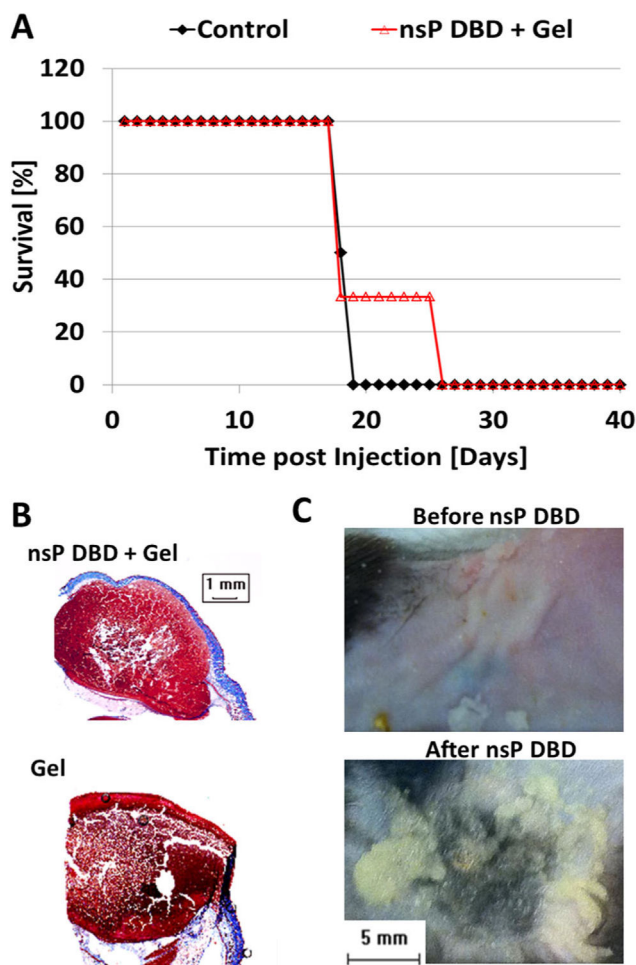 A
Control nsP DBD + Gel
120
100
80
60
40
20
0
Survival [%]
0 10 20 30 40
Time post Injection [Days]
B
nsP DBD + Gel
1 mm
Gel
C
Before nsP DBD
After nsP DBD
5 mm